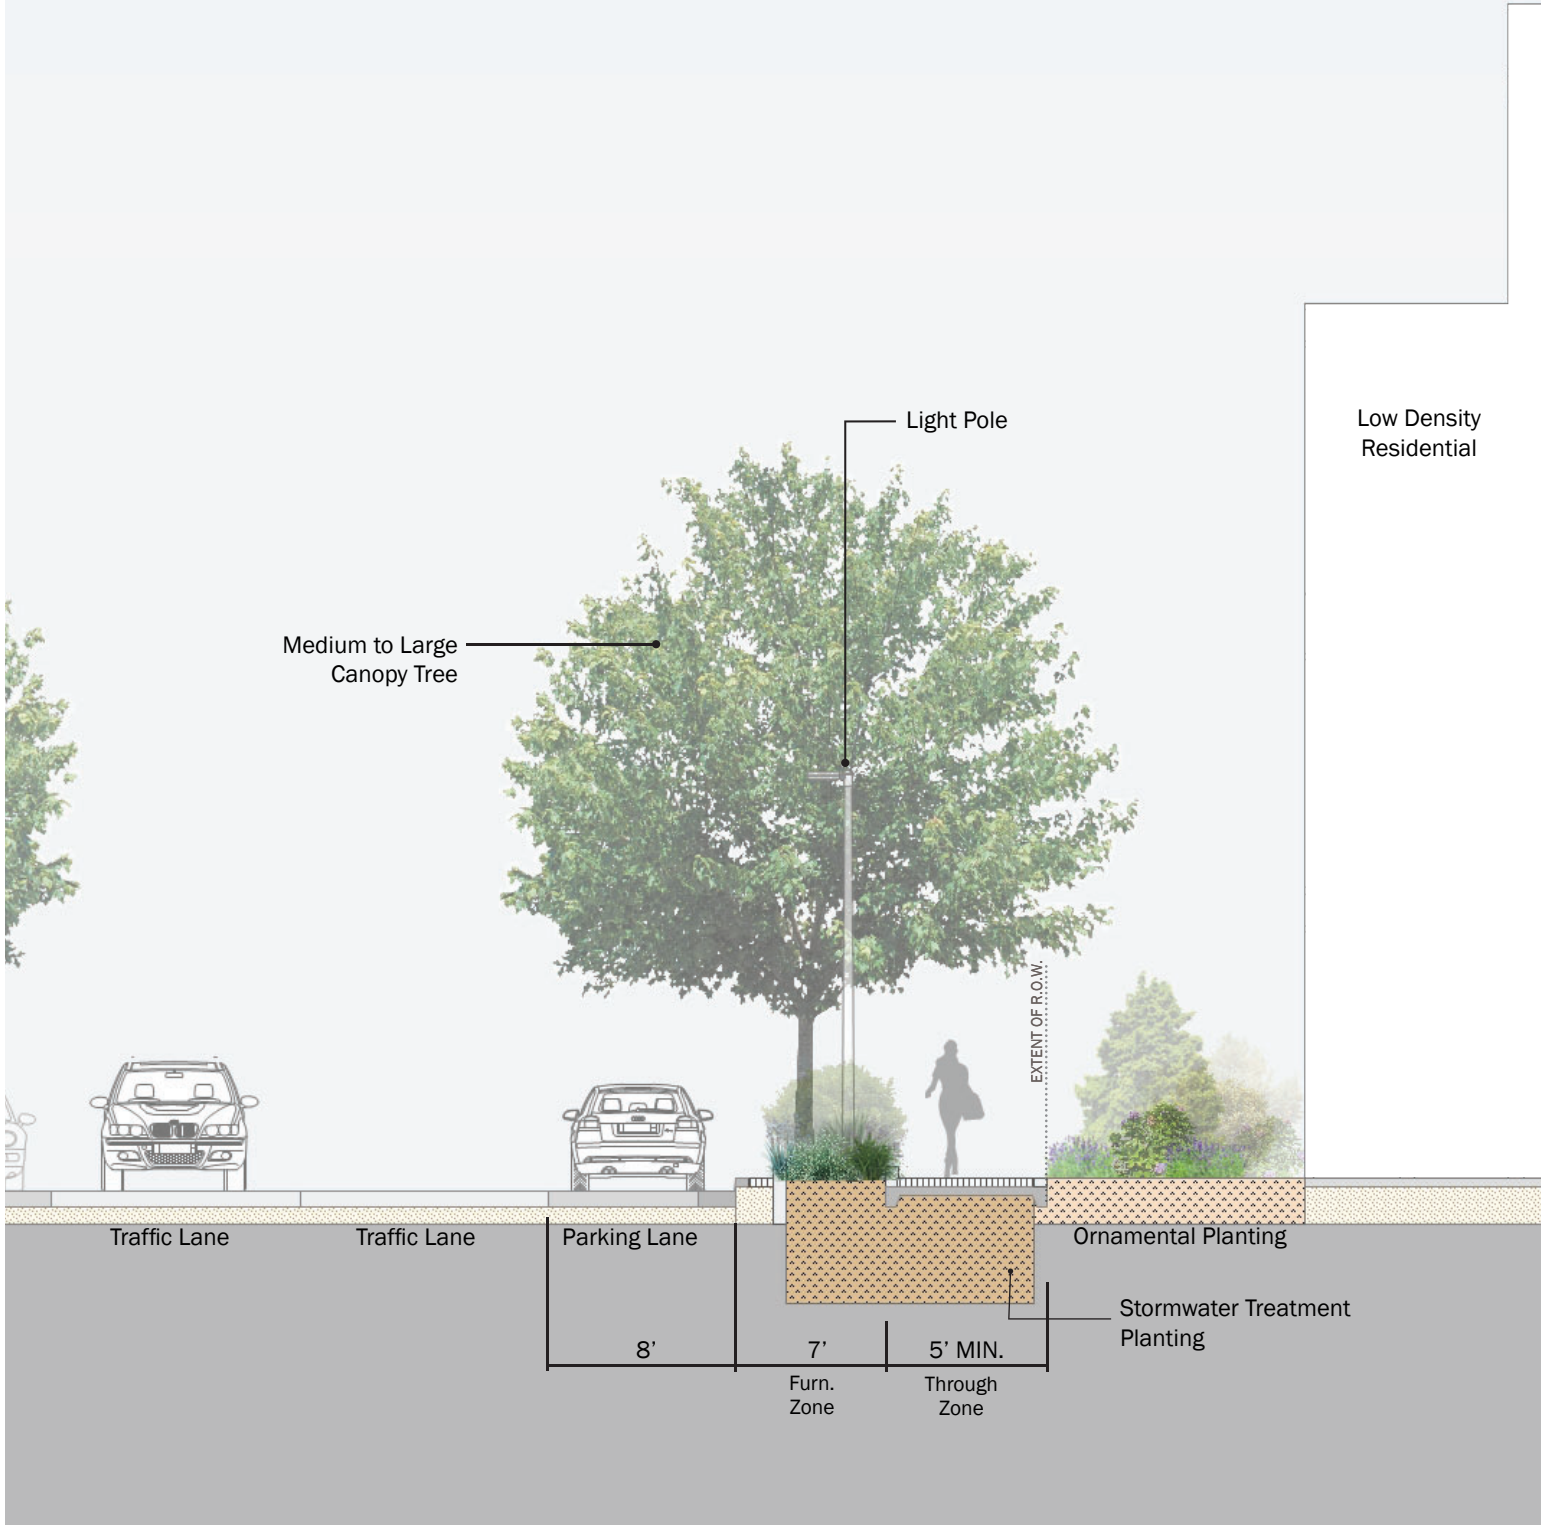 Light Pole
Low Density
Residential
Medium to Large
Canopy Tree
EXTENT OF R.O.W.
Traffic Lane
Traffic Lane
Parking Lane
Ornamental Planting
Stormwater Treatment
Planting
8’
7’
5’ MIN.
Furn.
Zone
Through
Zone